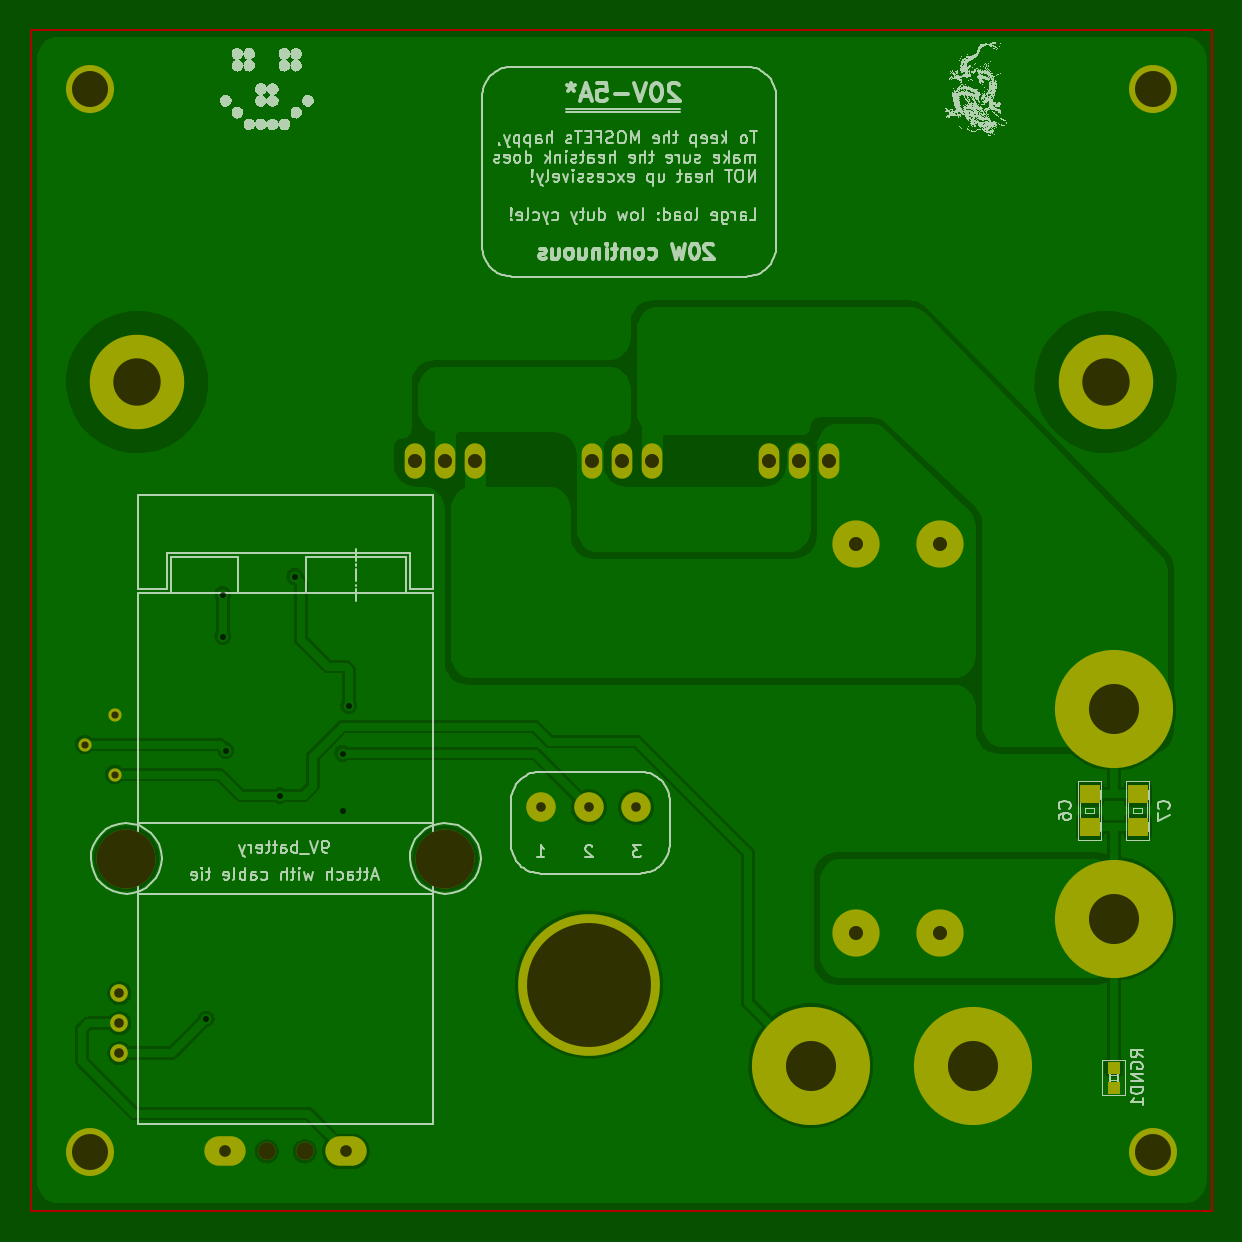 20V-5A*
To keep the MOSFETs happy,
make sure the heatsink does
NOT heat up excessively!
Large load: low duty cycle!
20W continuous
C6
C7
9V_battery
Attach with cable tie
1 2 3
RGND1